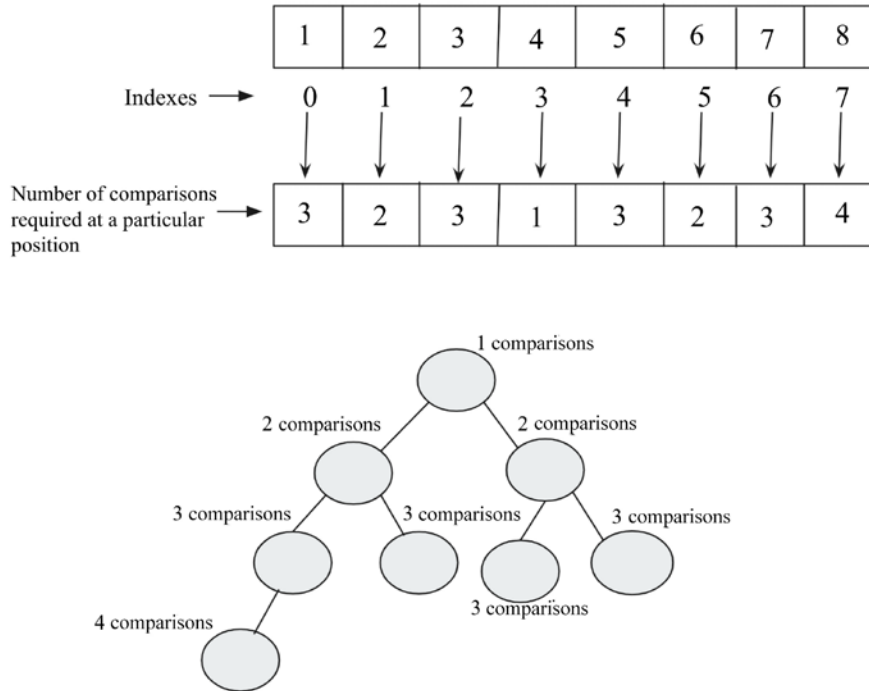 1 2 3 4 5 6 7 8
Indexes 0 1 2 3 4 5 6 7
Number of comparisons
required at a particular
position
3 2 3 1 3 2 3 4
1 comparisons
2 comparisons 2 comparisons
3 comparisons 3 comparisons 3 comparisons
3 comparisons
4 comparisons